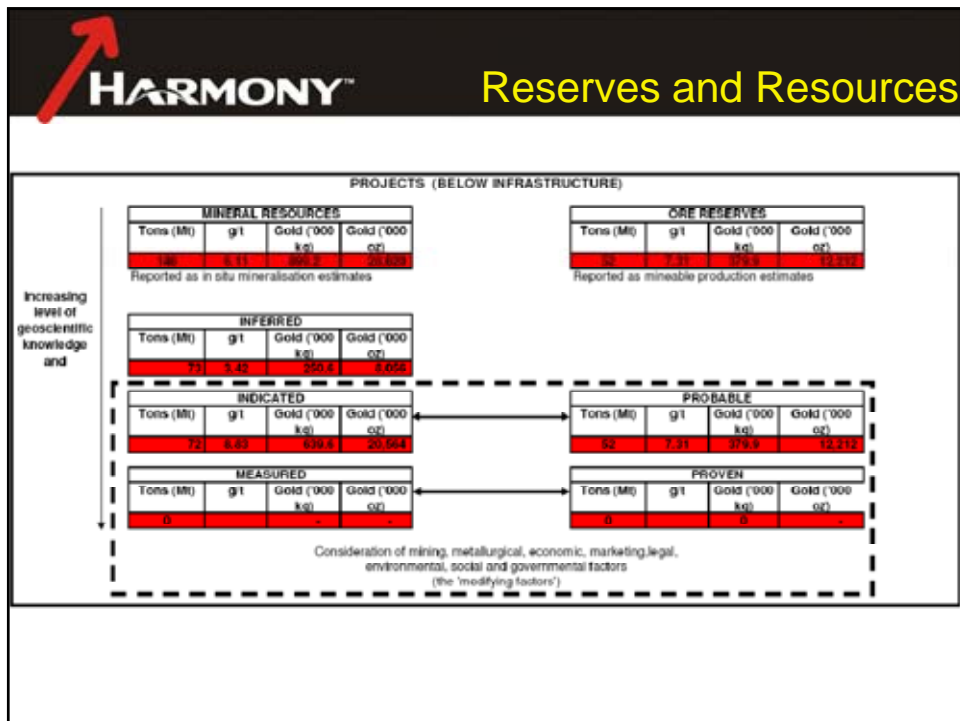 HARMONY™
Reserves and Resources
PROJECTS (BELOW INFRASTRUCTURE)
MINERAL RESOURCES
Tons (Mt) g/t Gold ('000 kg) Gold ('000 oz)
6.11
Reported as in situ mineralisation estimates
ORE RESERVES
Tons (Mt) g/t Gold ('000 kg) Gold ('000 oz)
52 7.31 379.9 12,212
Reported as mineable production estimates
Increasing
level of
geoscientific
knowledge
and
INFERRED
Tons (Mt) g/t Gold ('000 kg) Gold ('000 oz)
73 3.42 250.6 8,056
INDICATED
Tons (Mt) g/t Gold ('000 kg) Gold ('000 oz)
72 8.83 639.6 20,564
PROBABLE
Tons (Mt) g/t Gold ('000 kg) Gold ('000 oz)
52 7.31 379.9 12,212
MEASURED
Tons (Mt) g/t Gold ('000 kg) Gold ('000 oz)
0 - -
PROVEN
Tons (Mt) g/t Gold ('000 kg) Gold ('000 oz)
0 0 -
Consideration of mining, metallurgical, economic, marketing,legal,
environmental, social and governmental factors
(the 'modifying factors')